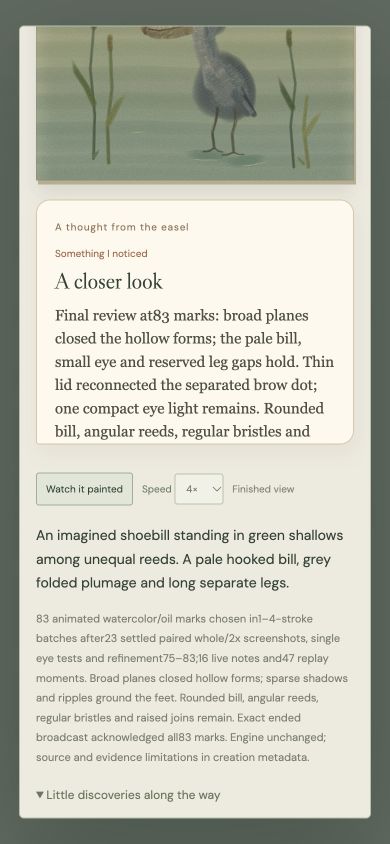 A thought from the easel
Something I noticed
A closer look
Final review at83 marks: broad planes
closed the hollow forms; the pale bill,
small eye and reserved leg gaps hold. Thin
lid reconnected the separated brow dot;
one compact eye light remains. Rounded
bill, angular reeds, regular bristles and
Watch it painted Speed 4× Finished view
An imagined shoebill standing in green shallows
among unequal reeds. A pale hooked bill, grey
folded plumage and long separate legs.
83 animated watercolor/oil marks chosen in1–4-stroke
batches after23 settled paired whole/2x screenshots, single
eye tests and refinement75–83;16 live notes and47 replay
moments. Broad planes closed hollow forms; sparse shadows
and ripples ground the feet. Rounded bill, angular reeds,
regular bristles and raised joins remain. Exact ended
broadcast acknowledged all83 marks. Engine unchanged;
source and evidence limitations in creation metadata.
▼ Little discoveries along the way